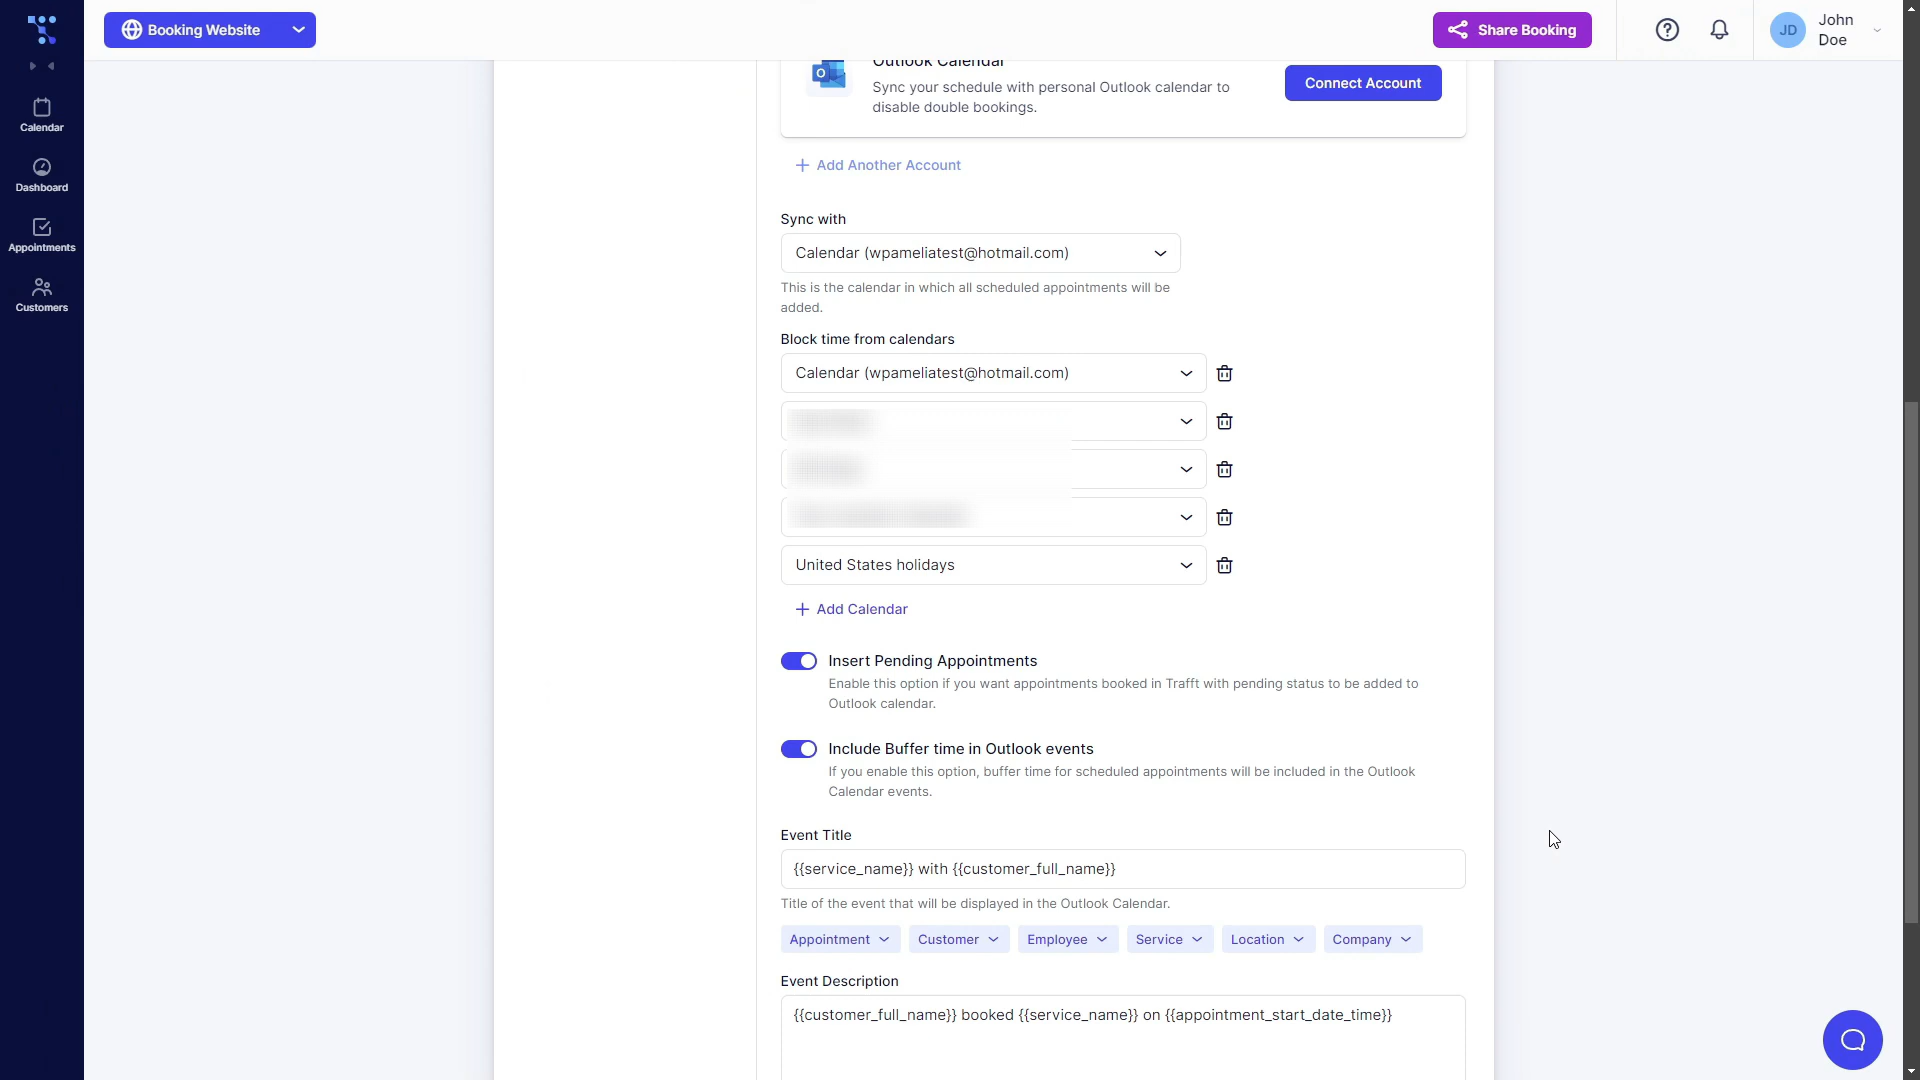 Booking Website
Share Booking
JD
John
Doe
Calendar
Dashboard
Appointments
Customers
Outlook Calendar
Sync your schedule with personal Outlook calendar to
disable double bookings.
Connect Account
Add Another Account
Sync with
Calendar (wpameliatest@hotmail.com)
This is the calendar in which all scheduled appointments will be
added.
Block time from calendars
Calendar (wpameliatest@hotmail.com)
United States holidays
Add Calendar
Insert Pending Appointments
Enable this option if you want appointments booked in Trafft with pending status to be added to
Outlook calendar.
Include Buffer time in Outlook events
If you enable this option, buffer time for scheduled appointments will be included in the Outlook
Calendar events.
Event Title
{{service_name}} with {{customer_full_name}}
Title of the event that will be displayed in the Outlook Calendar.
Appointment
Customer
Employee
Service
Location
Company
Event Description
{{customer_full_name}} booked {{service_name}} on {{appointment_start_date_time}}